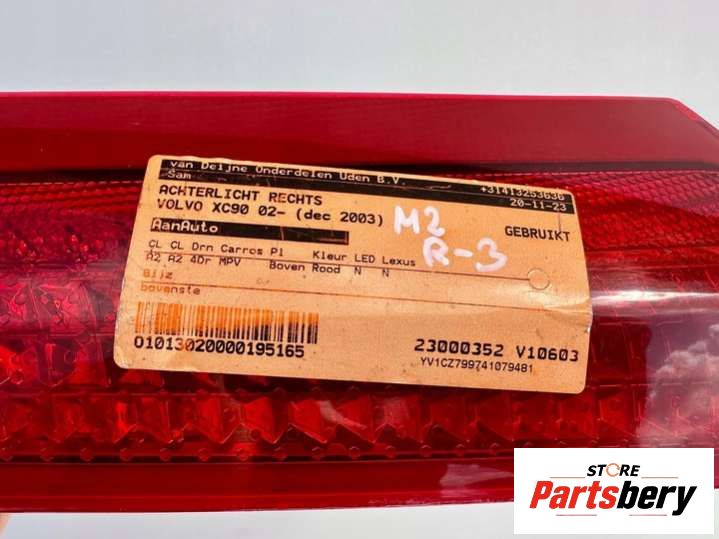 van Deijne Onderdelen Uden B.V.
Sam
+31413253636
20-11-23
ACHTERLICHT RECHTS
VOLVO XC90 02- (dec 2003)
GEBRUIKT
M2
R-3
AanAuto
CL CL Drn Carros Pl Kleur LED Lexus
A2 A2 4Dr MPV Boven Rood N N
Bijz
bovenste
O1013020000195165
23000352 V10603
YV1CZ799741079481
STORE
Partsbery